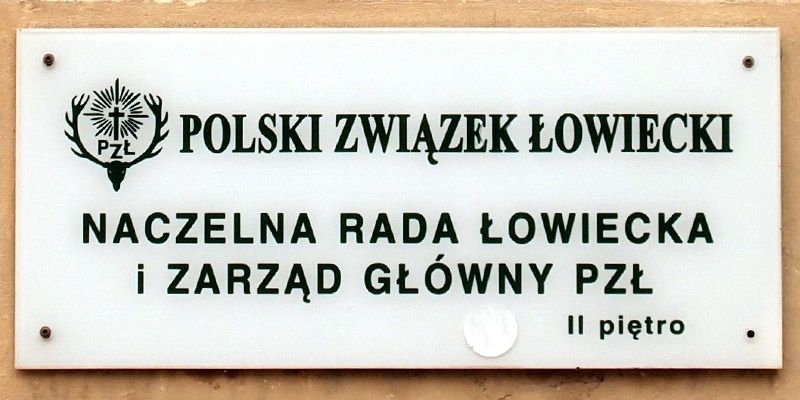 PZŁ
POLSKI ZWIĄZEK ŁOWIECKI
NACZELNA RADA ŁOWIECKA
i ZARZĄD GŁÓWNY PZŁ
II piętro